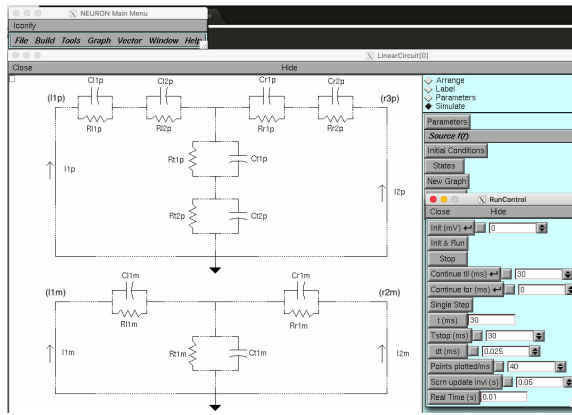 NEURON Main Menu
Iconify
File Build Tools Graph Vector Window Help
LinearCircuit[0]
Close Hide
Cl1p Cl2p Cr1p Cr2p
(l1p) (r3p)
Rl1p Rl2p Rr1p Rr2p
Rt1p Ct1p
I1p I2p
Rt2p Ct2p
Cl1m Cr1m
(l1m) (r2m)
Rl1m Rr1m
I1m Rt1m Ct1m I2m
Arrange
Label
Parameters
Simulate
Parameters
Source f(t)
Initial Conditions
States
New Graph
RunControl
Close Hide
Init (mV) 0
Init & Run
Stop
Continue til (ms) 30
Continue for (ms) 0
Single Step
t (ms) 30
Tstop (ms) 30
dt (ms) 0.025
Points plotted/ms 40
Scrn update invl (s) 0.05
Real Time (s) 0.01